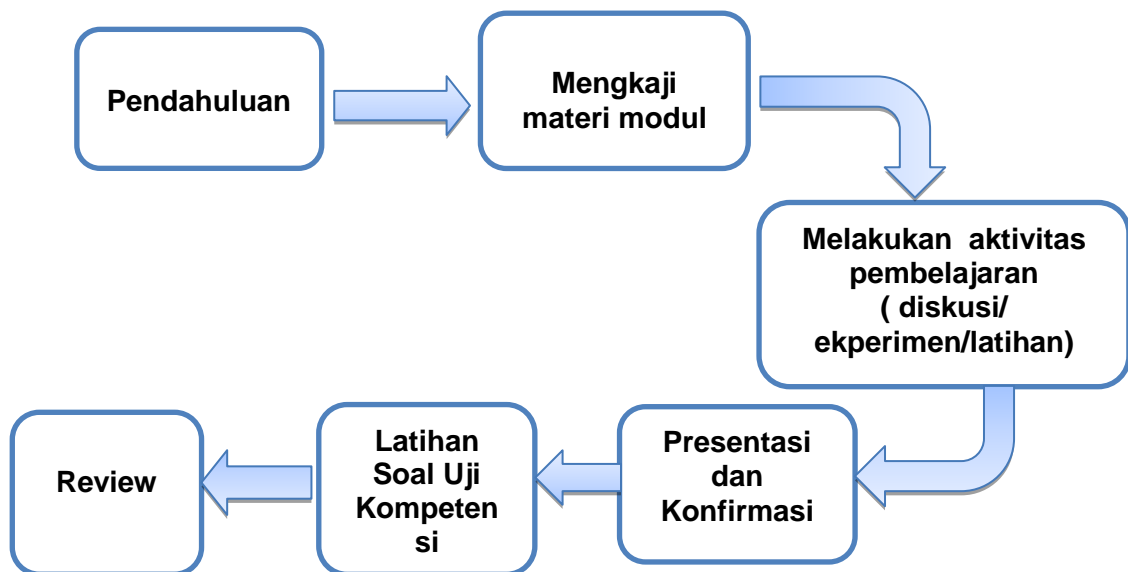 Pendahuluan
Mengkaji
materi modul
Melakukan aktivitas
pembelajaran
( diskusi/
ekperimen/latihan)
Presentasi
dan
Konfirmasi
Latihan
Soal Uji
Kompeten
si
Review